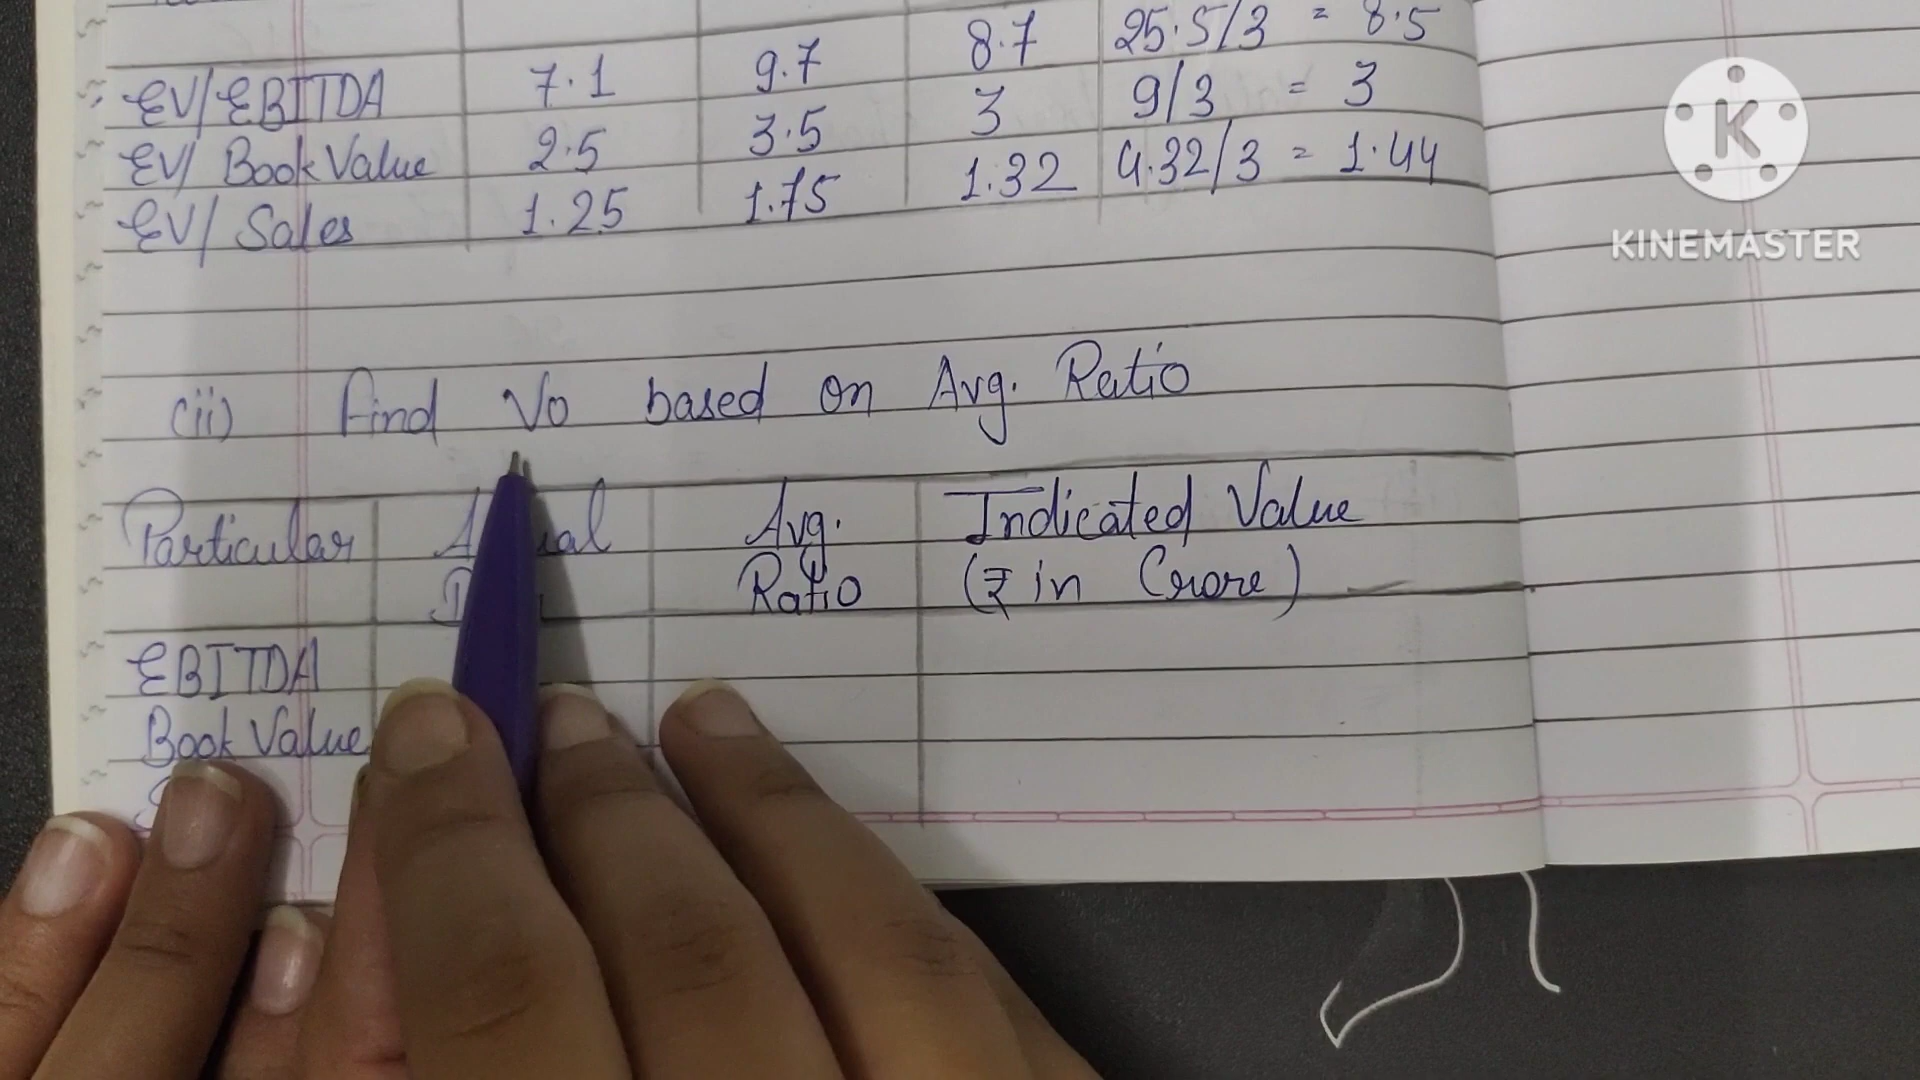 8.7 25.5/3 = 8.5
EV/EBITDA 7.1 9.7
3 9/3 = 3
EV/ Book Value 2.5 3.5
1.32 4.32/3 = 1.44
EV/ Sales 1.25 1.75
K
KINEMASTER
(ii) Find Vo based on Avg. Ratio
Particular Avg. Indicated Value
Ratio (₹ in Crore)
EBITDA
Book Value